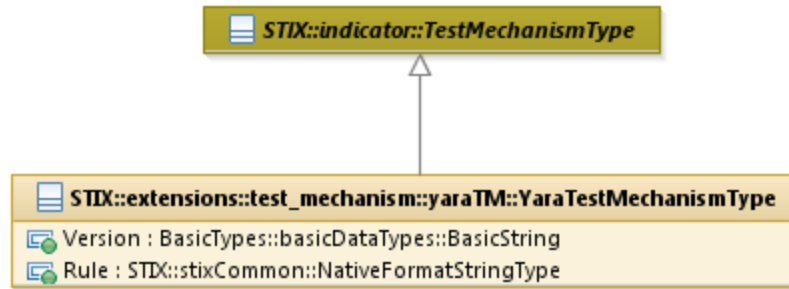 STIX::indicator::TestMechanismType
STIX::extensions::test_mechanism::yaraTM::YaraTestMechanismType
Version : BasicTypes::basicDataTypes::BasicString
Rule : STIX::stixCommon::NativeFormatStringType